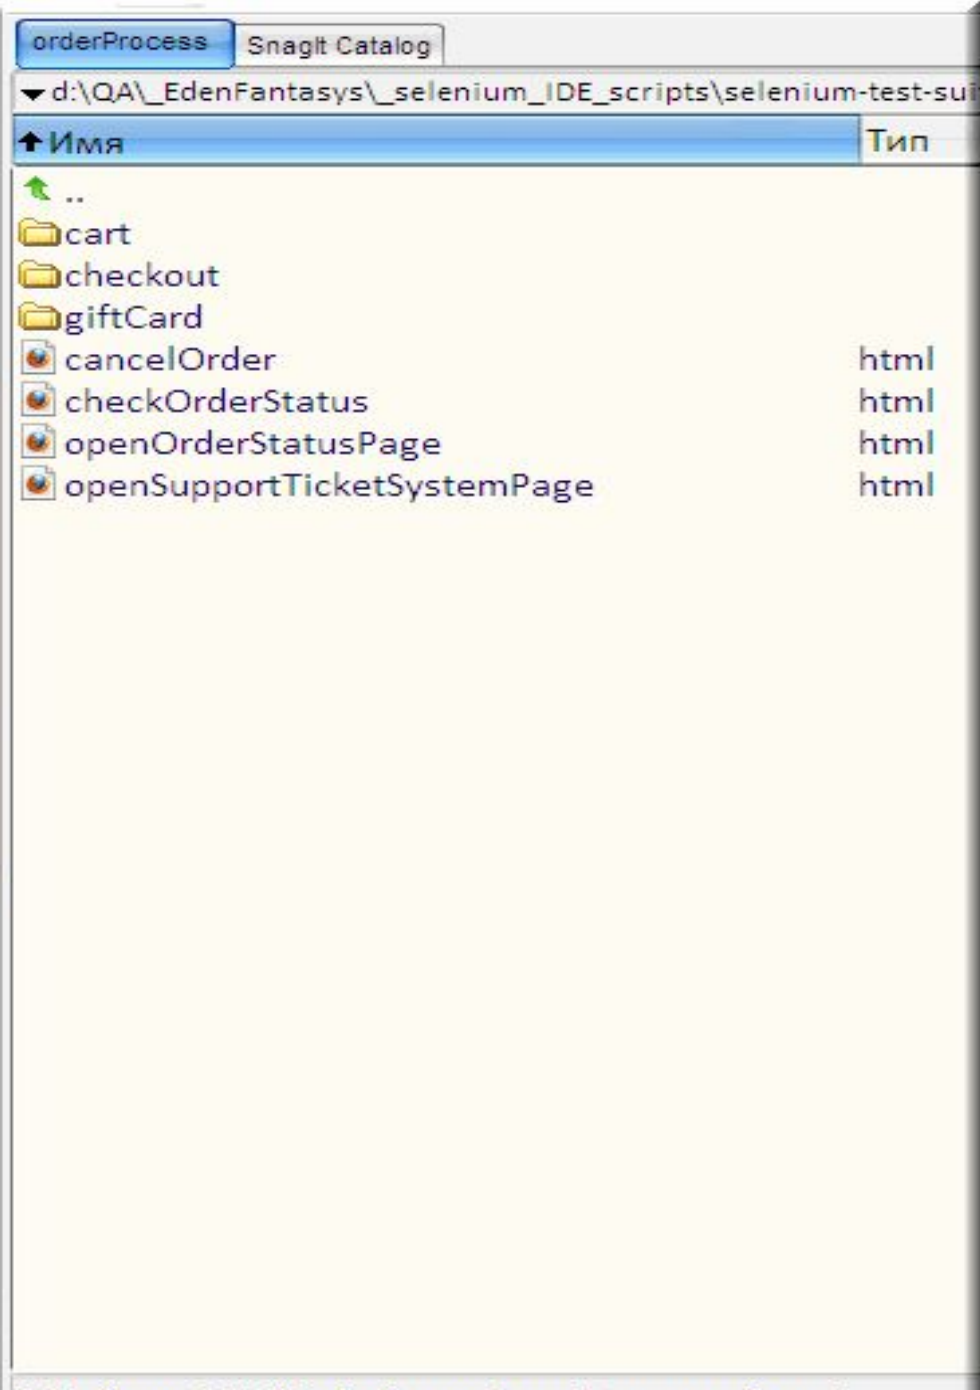 orderProcess SnagIt Catalog
d:\QA\_EdenFantasys\_selenium_IDE_scripts\selenium-test-sui
Имя Тип
..
cart
checkout
giftCard
cancelOrder html
checkOrderStatus html
openOrderStatusPage html
openSupportTicketSystemPage html